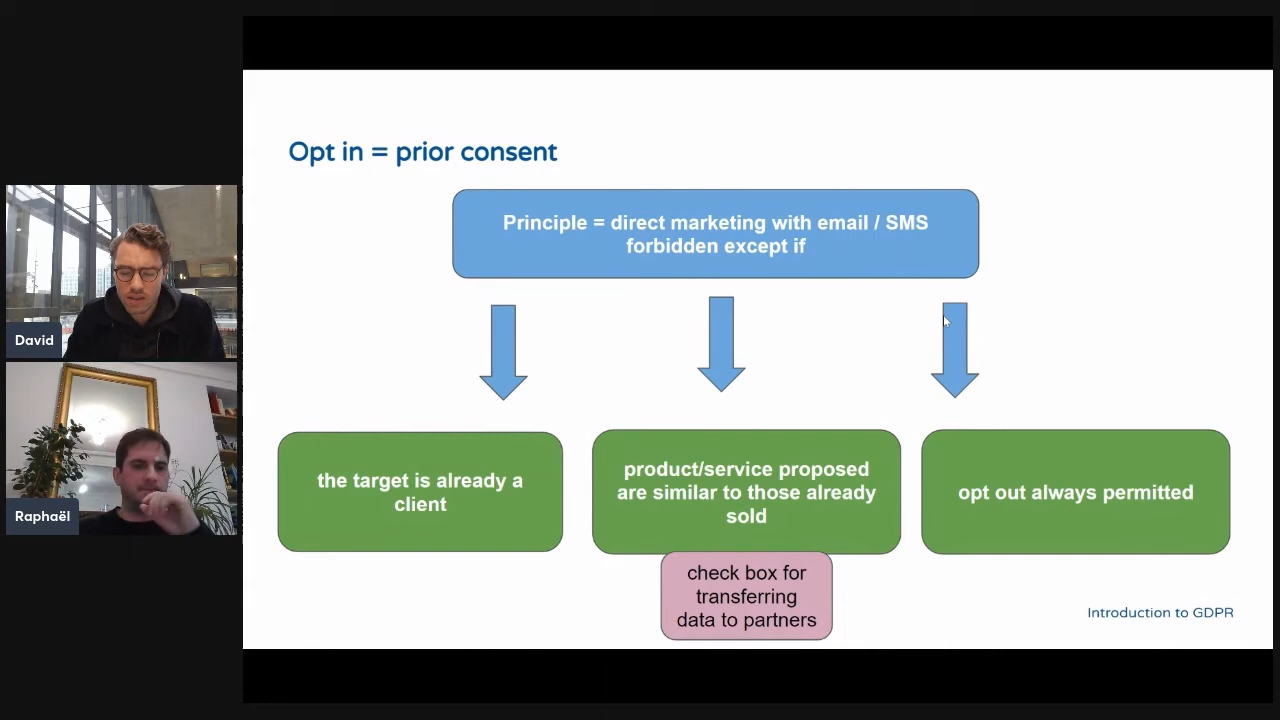 Opt in = prior consent
Principle = direct marketing with email / SMS
forbidden except if
the target is already a
client
product/service proposed
are similar to those already
sold
opt out always permitted
check box for
transferring
data to partners
Introduction to GDPR
David
Raphaël